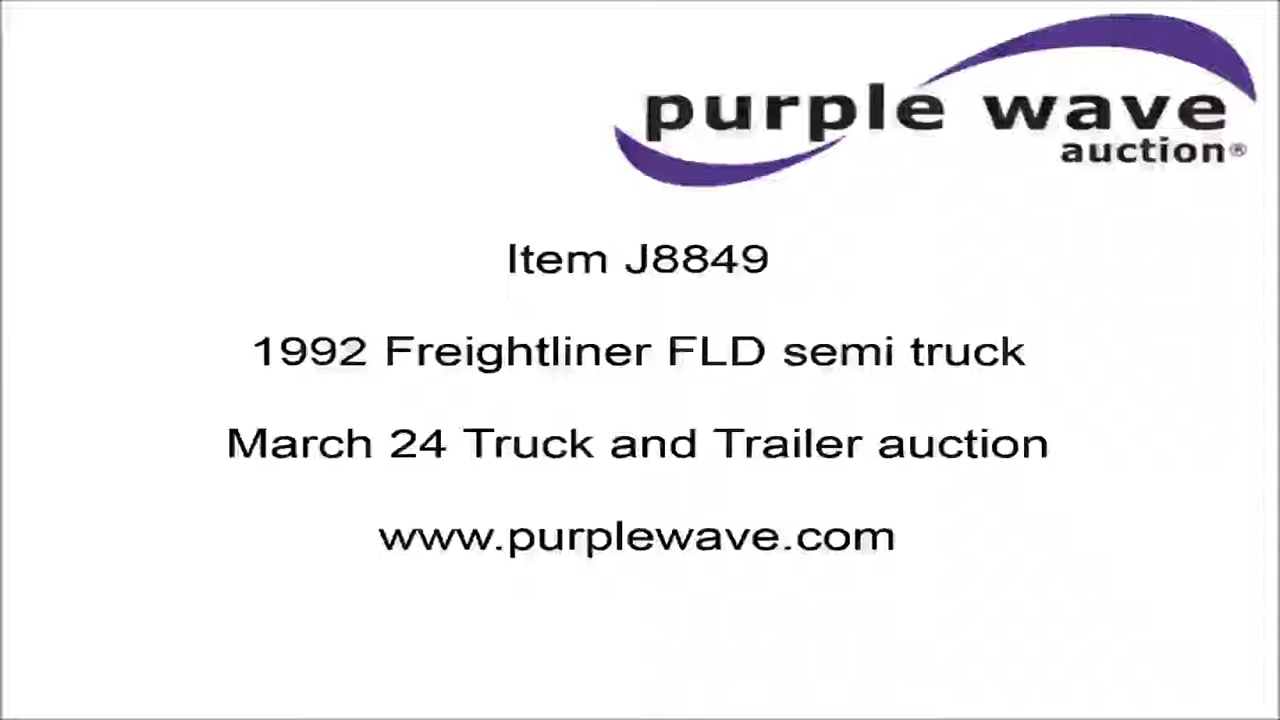 purple wave
auction®
Item J8849
1992 Freightliner FLD semi truck
March 24 Truck and Trailer auction
www.purplewave.com